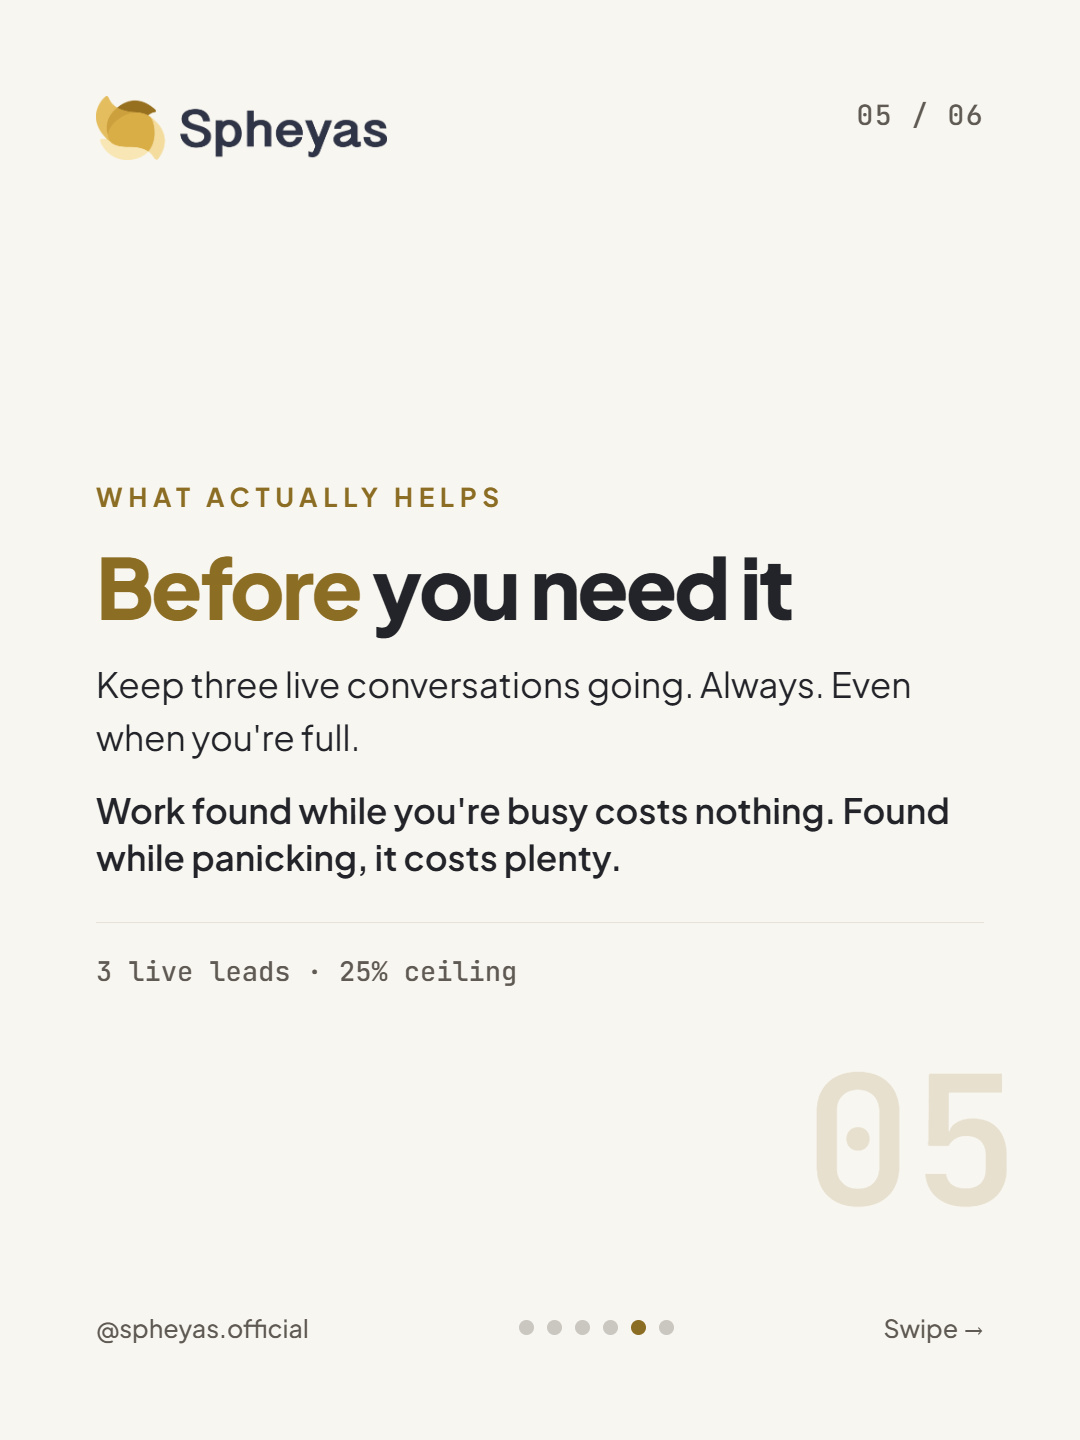 Spheyas
05 / 06
WHAT ACTUALLY HELPS
Before you need it
Keep three live conversations going. Always. Even
when you're full.
Work found while you're busy costs nothing. Found
while panicking, it costs plenty.
3 live leads · 25% ceiling
05
@spheyas.official
Swipe →